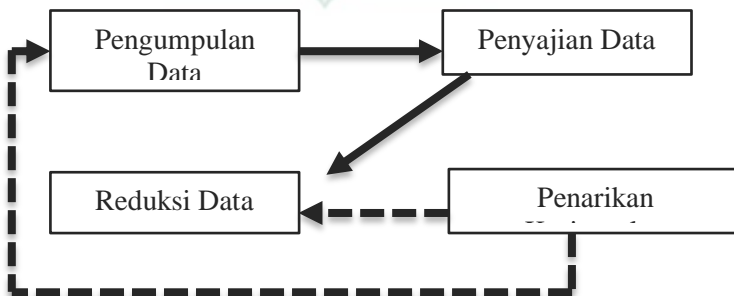 Pengumpulan
Data
Penyajian Data
Reduksi Data
Penarikan